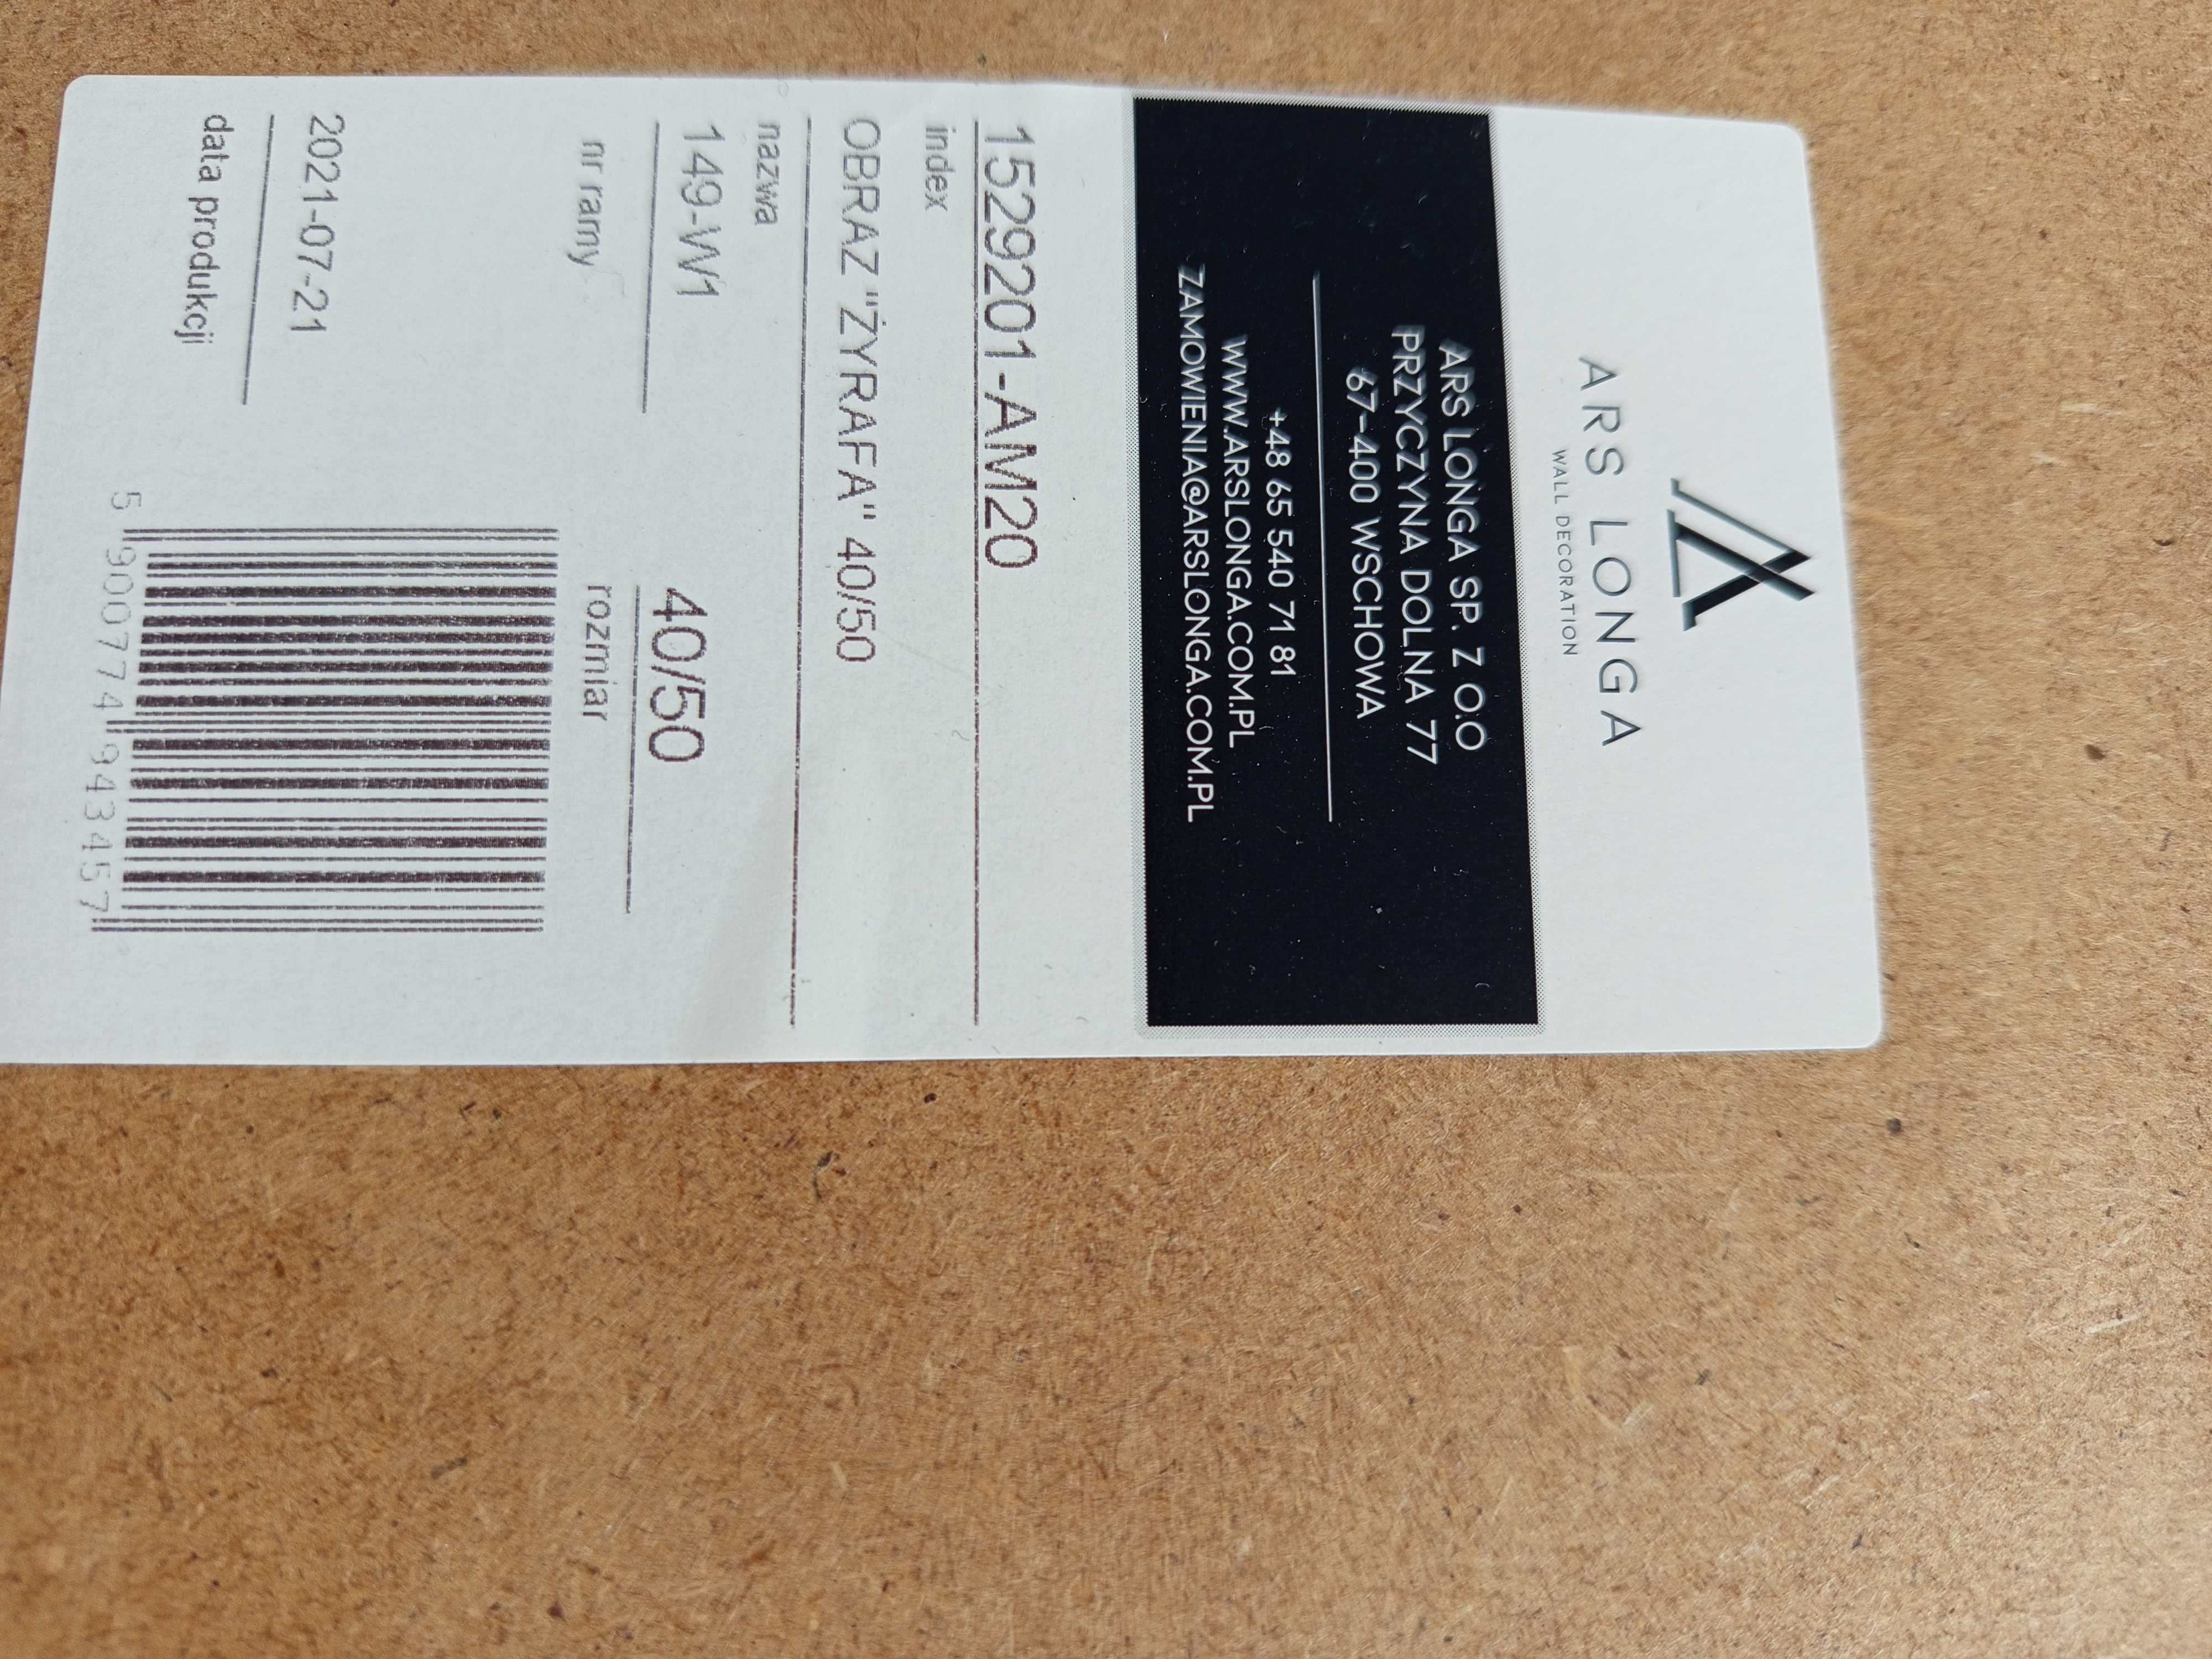 ARS LONGA
WALL DECORATION
ARS LONGA SP. Z O.O
PRZYCZYNA DOLNA 77
67-400 WSCHOWA
+48 65 540 71 81
WWW.ARSLONGA.COM.PL
ZAMOWIENIA@ARSLONGA.COM.PL
1529201-AM20
index
OBRAZ "ŻYRAFA" 40/50
nazwa
149-W1
40/50
nr ramy
rozmiar
2021-07-21
data produkcji
5 900774 943457